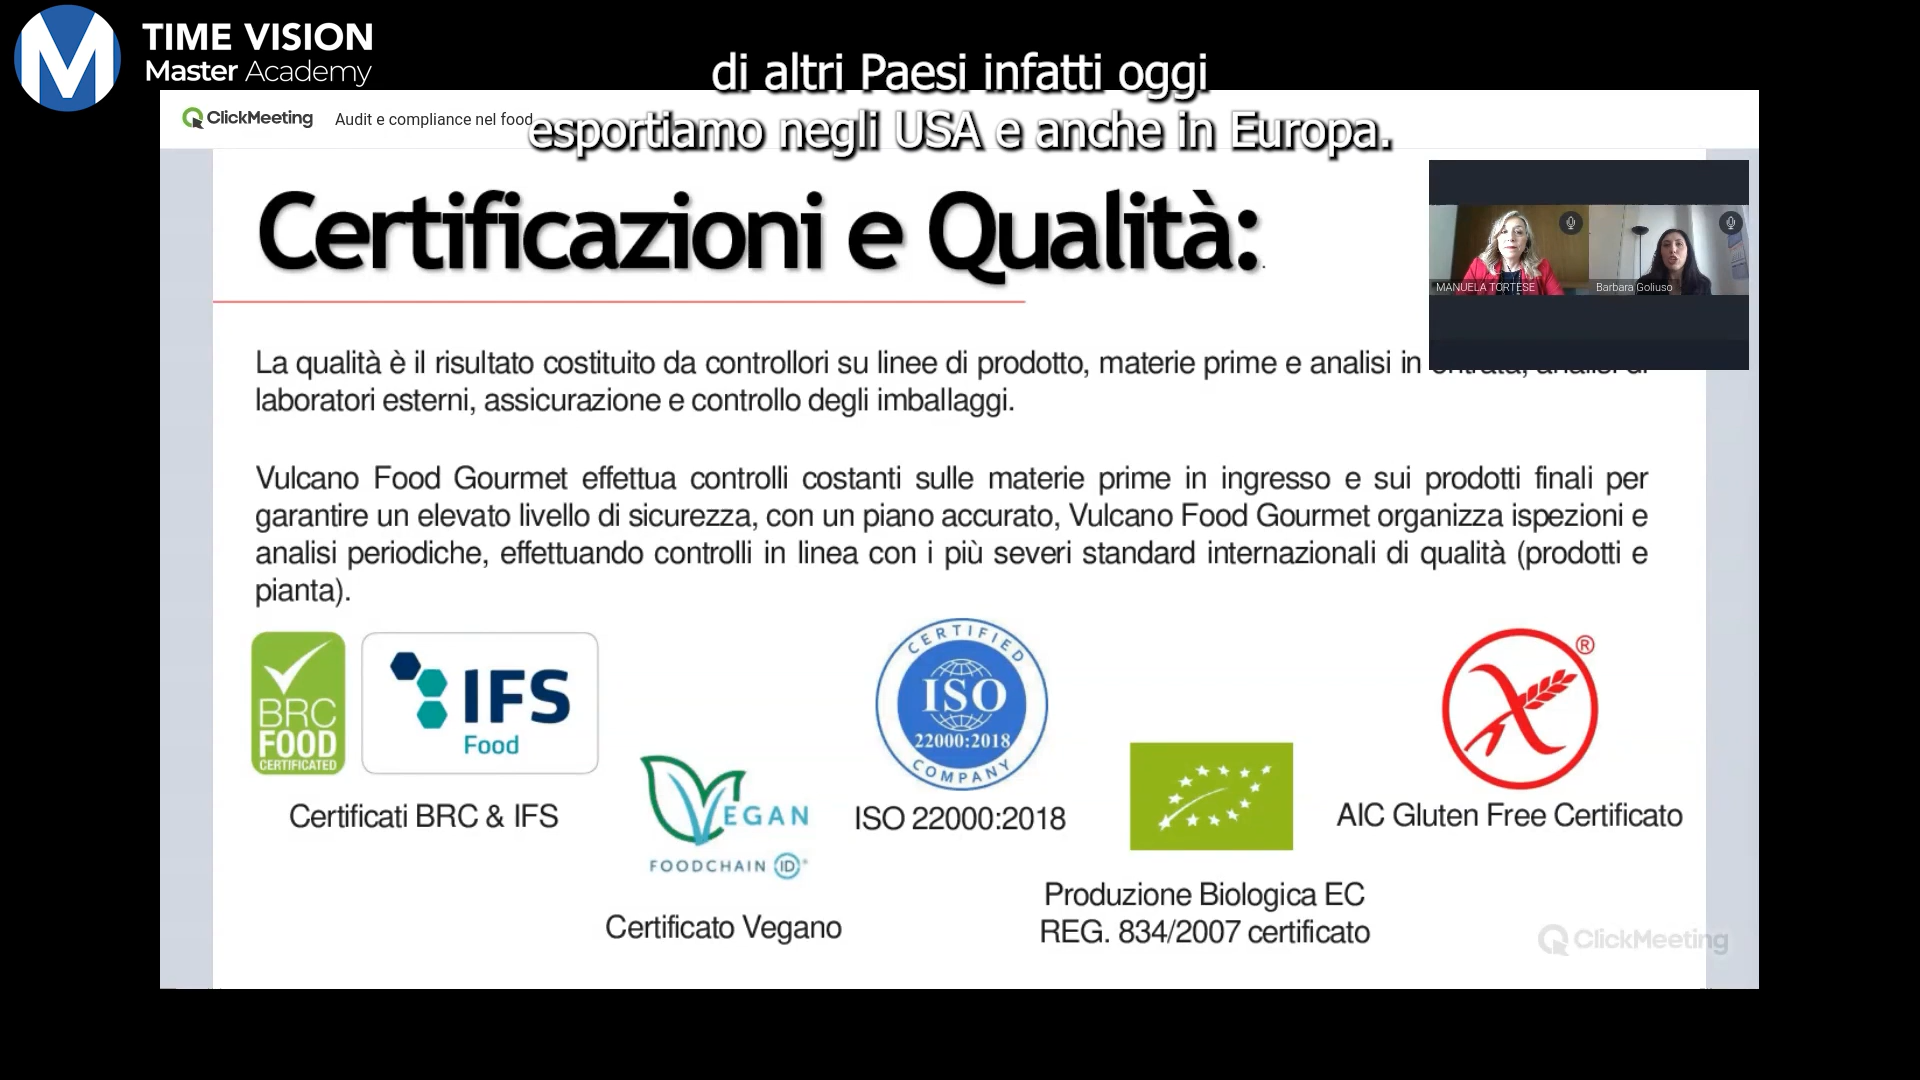 TIME VISION
Master Academy
di altri Paesi infatti oggi
esportiamo negli USA e anche in Europa.
ClickMeeting
Audit e compliance nel food
Certificazioni e Qualità:.
MANUELA TORTESE
Barbara Goliuso
La qualità è il risultato costituito da controllori su linee di prodotto, materie prime e analisi in entrata, analisi di
laboratori esterni, assicurazione e controllo degli imballaggi.
Vulcano Food Gourmet effettua controlli costanti sulle materie prime in ingresso e sui prodotti finali per
garantire un elevato livello di sicurezza, con un piano accurato, Vulcano Food Gourmet organizza ispezioni e
analisi periodiche, effettuando controlli in linea con i più severi standard internazionali di qualità (prodotti e
pianta).
BRC
FOOD
CERTIFICATED
IFS
Food
Certificati BRC & IFS
VEGAN
FOODCHAIN ID®
Certificato Vegano
CERTIFIED
ISO
22000:2018
COMPANY
ISO 22000:2018
Produzione Biologica EC
REG. 834/2007 certificato
®
AIC Gluten Free Certificato
ClickMeeting